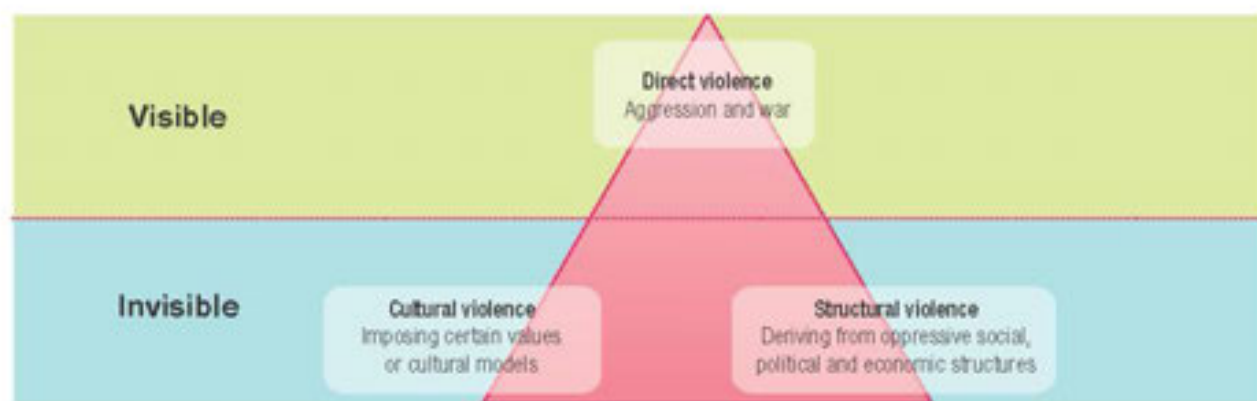 Visible
Direct violence
Aggression and war
Invisible
Cultural violence
Imposing certain values
or cultural models
Structural violence
Deriving from oppressive social,
political and economic structures